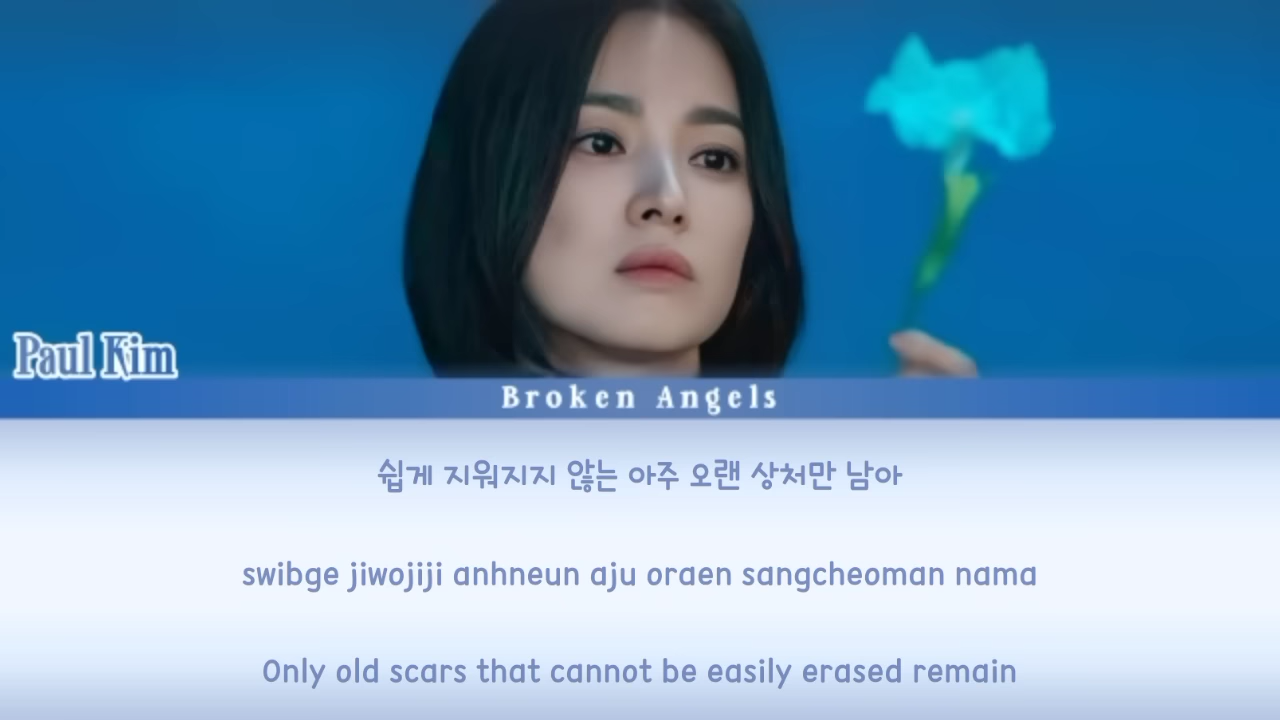 Paul Kim
Broken Angels
쉽게 지워지지 않는 아주 오랜 상처만 남아
swibge jiwojiji anhneun aju oraen sangcheoman nama
Only old scars that cannot be easily erased remain